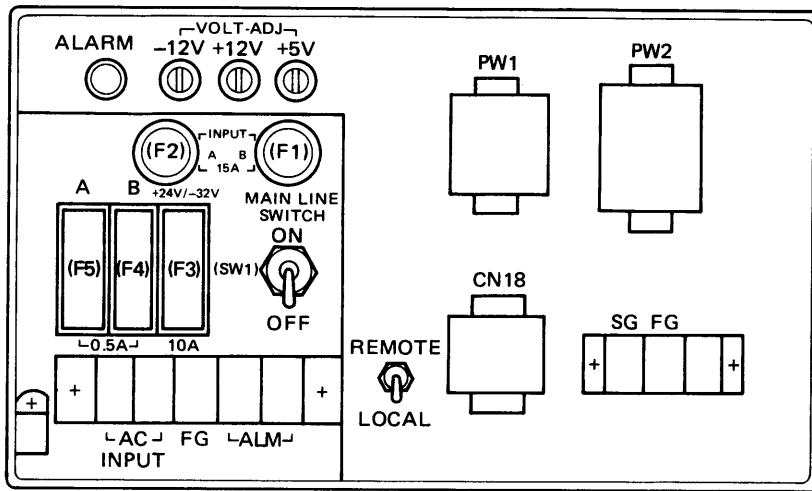 VOLT-ADJ
ALARM -12V +12V +5V
PW1
PW2
(F2) INPUT (F1)
A B
15A
A B +24V/-32V
MAIN LINE
SWITCH
ON
(F5) (F4) (F3) (SW1)
OFF
0.5A 10A
CN18
SG FG
+ +
REMOTE
LOCAL
+ +
+
AC FG ALM
INPUT